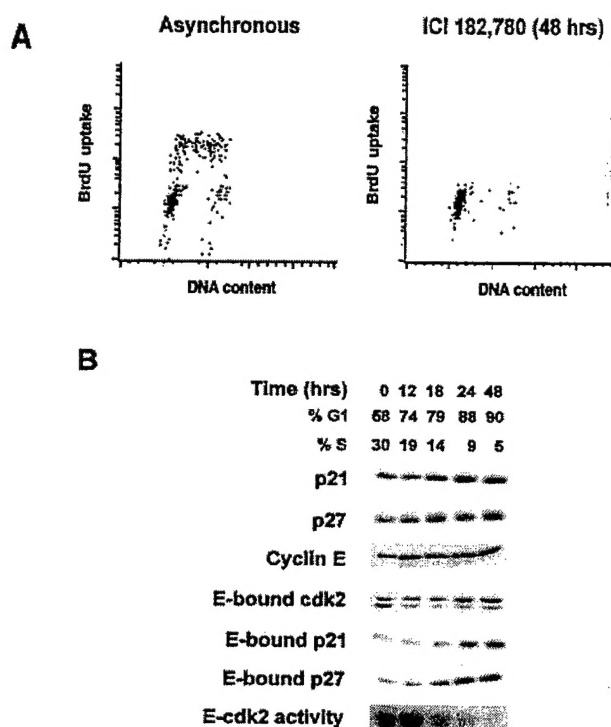 A
Asynchronous
ICI 182,780 (48 hrs)
BrdU uptake
BrdU uptake
DNA content
DNA content
B
Time (hrs) 0 12 18 24 48
% G1 58 74 79 88 90
% S 30 19 14 9 5
p21
p27
Cyclin E
E-bound cdk2
E-bound p21
E-bound p27
E-cdk2 activity